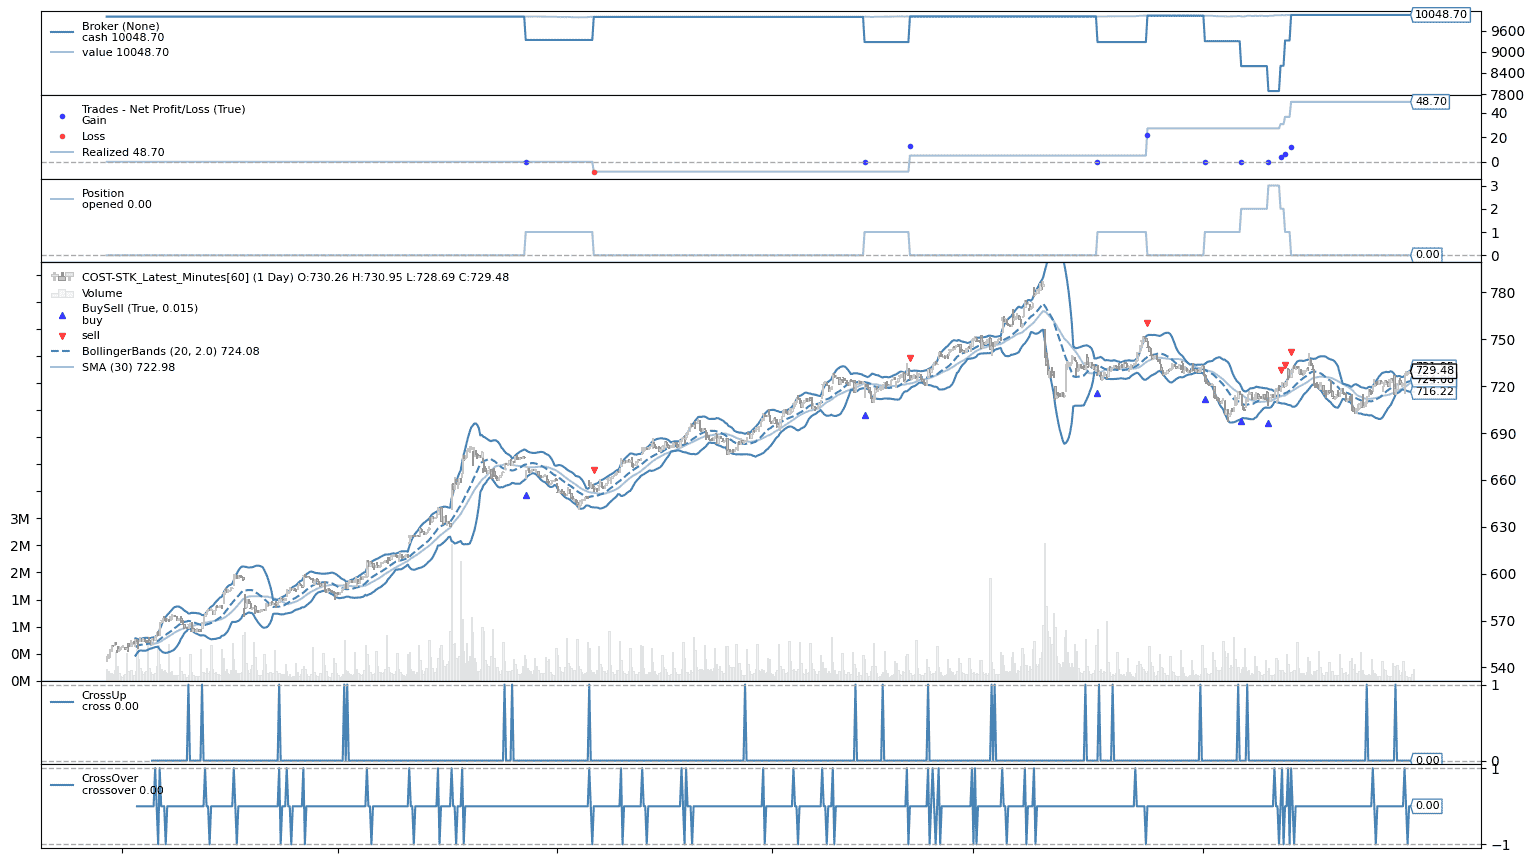 Broker (None)
cash 10048.70
value 10048.70
10048.70
9600
9000
8400
7800
Trades - Net Profit/Loss (True)
Gain
Loss
Realized 48.70
48.70
40
20
0
Position
opened 0.00
3
2
1
0
0.00
COST-STK_Latest_Minutes[60] (1 Day) O:730.26 H:730.95 L:728.69 C:729.48
Volume
BuySell (True, 0.015)
buy
sell
BollingerBands (20, 2.0) 724.08
SMA (30) 722.98
780
750
729.48
716.22
720
690
660
630
600
570
540
3M
2M
2M
1M
1M
0M
0M
CrossUp
cross 0.00
1
0
0.00
CrossOver
crossover 0.00
1
0.00
−1